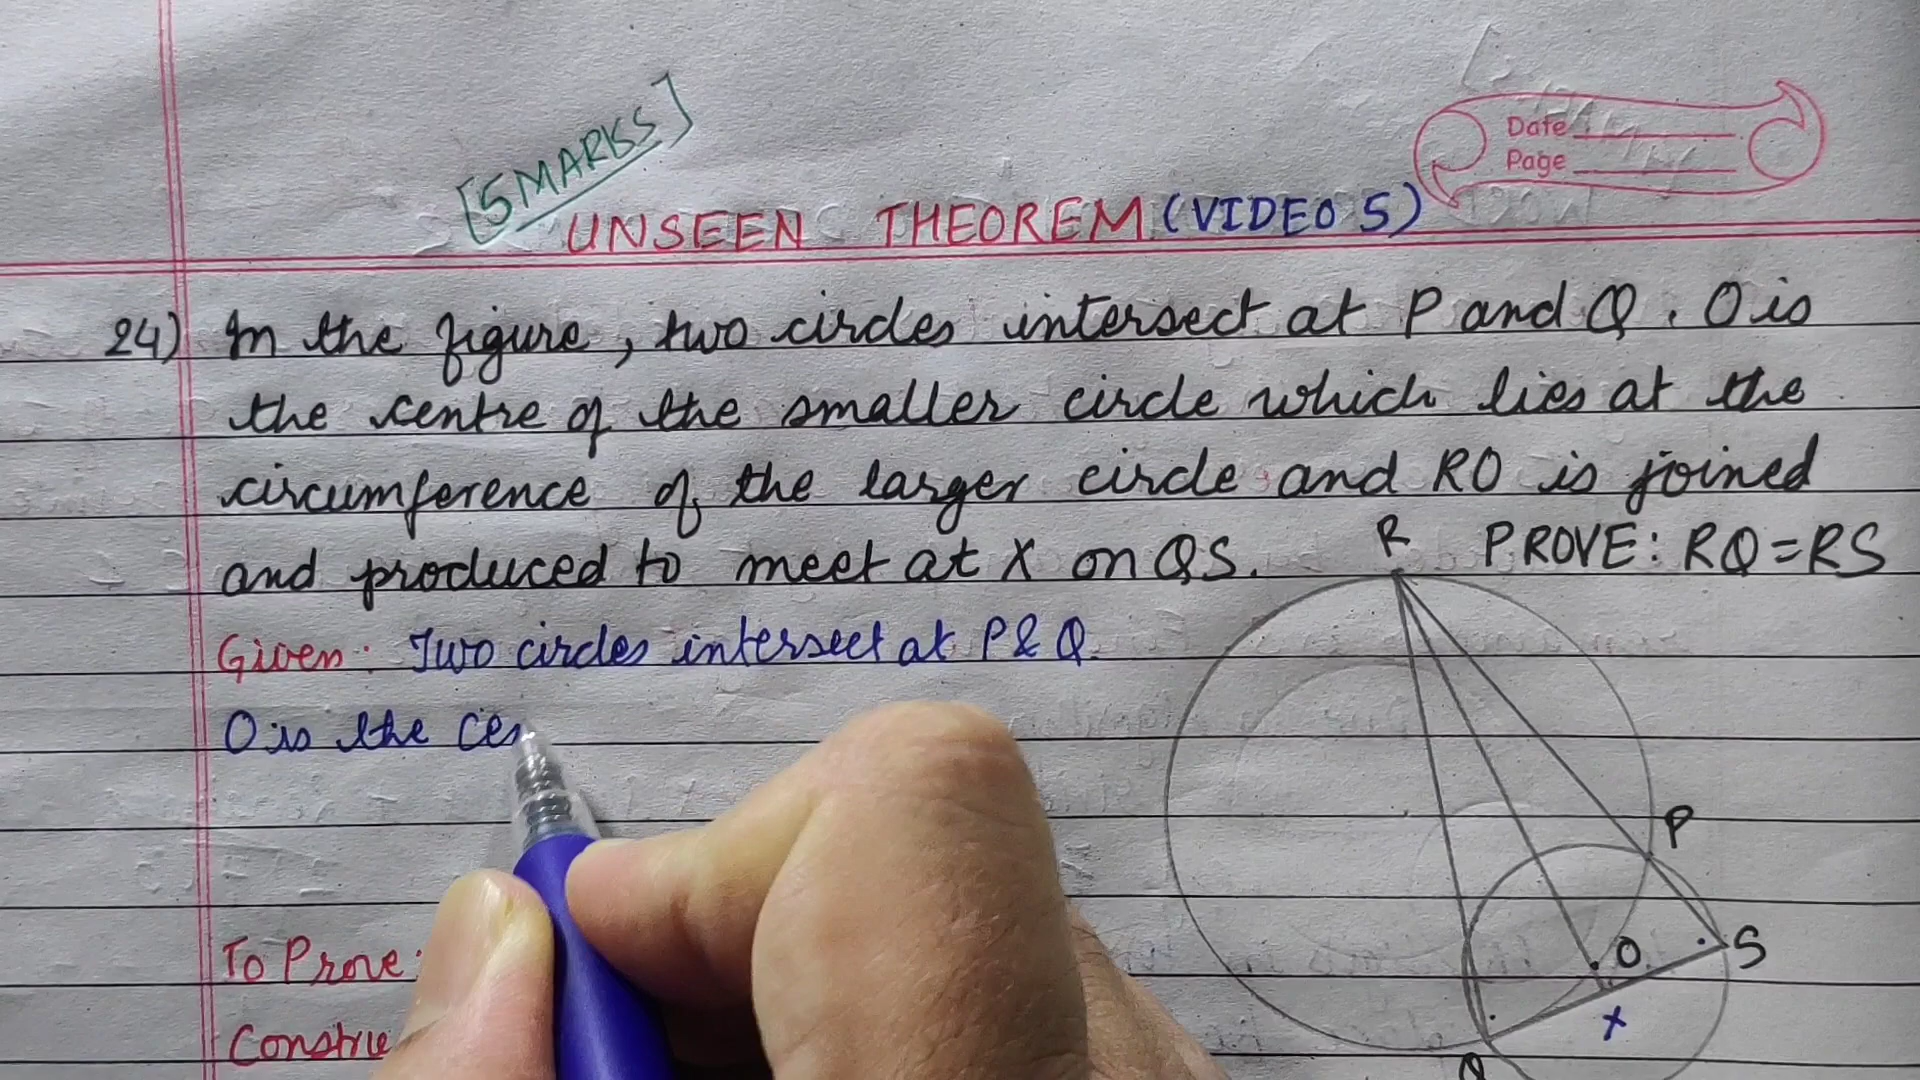 [5 MARKS]
Date
Page
UNSEEN THEOREM (VIDEO 5)
24) In the figure, two circles intersect at P and Q. O is
the centre of the smaller circle which lies at the
circumference of the larger circle and RO is joined
and produced to meet at X on QS.
R PROVE: RQ=RS
Given: Two circles intersect at P & Q.
O is the cen
P
To Prove:
O
S
Constru
X
Q